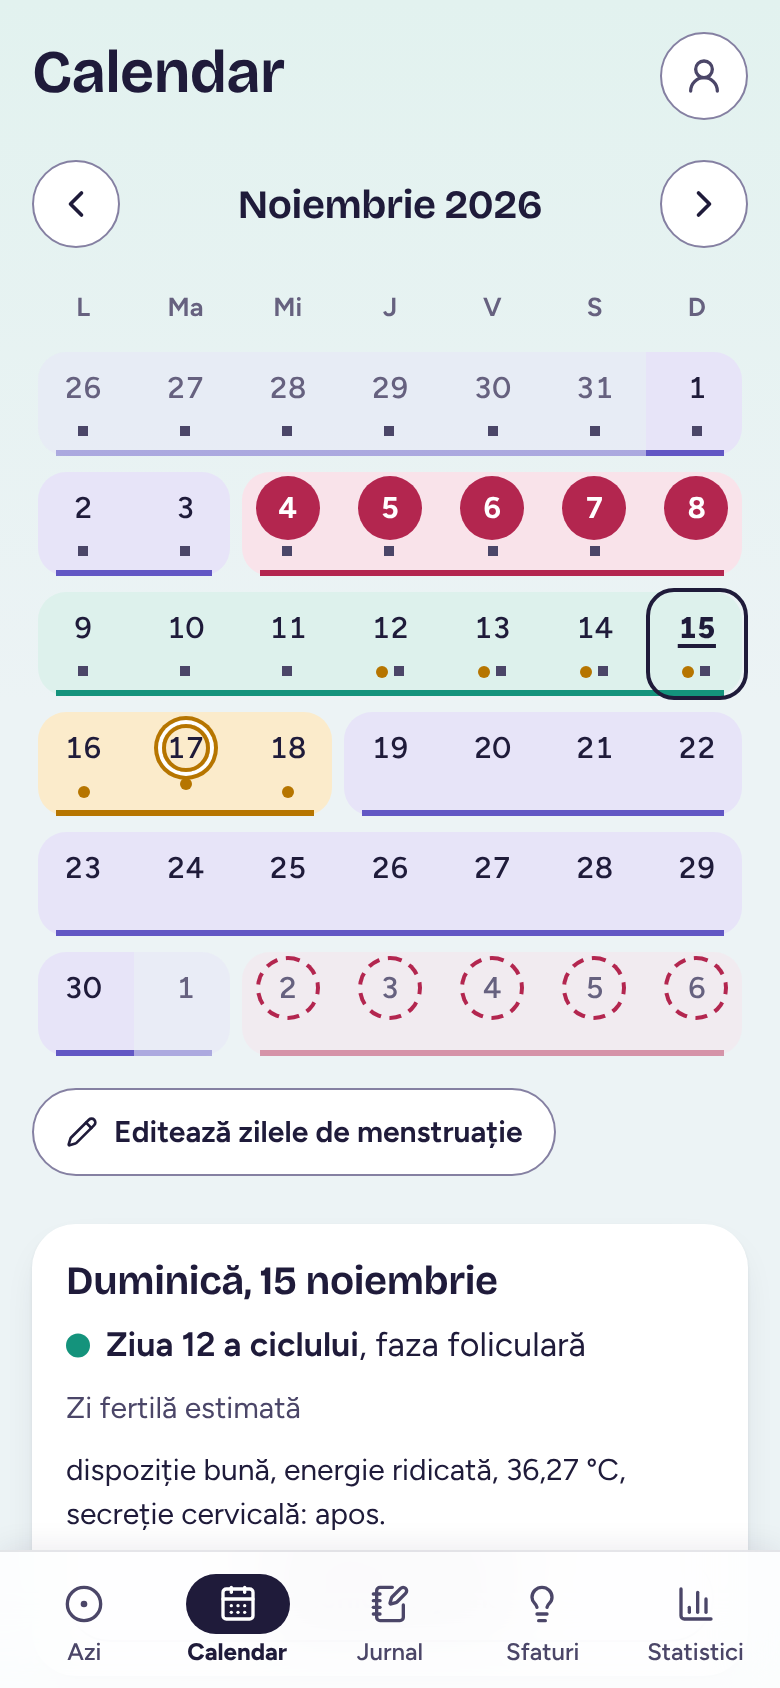 Calendar
Noiembrie 2026
L Ma Mi J V S D
26 27 28 29 30 31 1
2 3 4 5 6 7 8
9 10 11 12 13 14 15
16 17 18 19 20 21 22
23 24 25 26 27 28 29
30 1 2 3 4 5 6
Editează zilele de menstruație
Duminică, 15 noiembrie
Ziua 12 a ciclului, faza foliculară
Zi fertilă estimată
dispoziție bună, energie ridicată, 36,27 °C,
secreție cervicală: apos.
Azi Calendar Jurnal Sfaturi Statistici